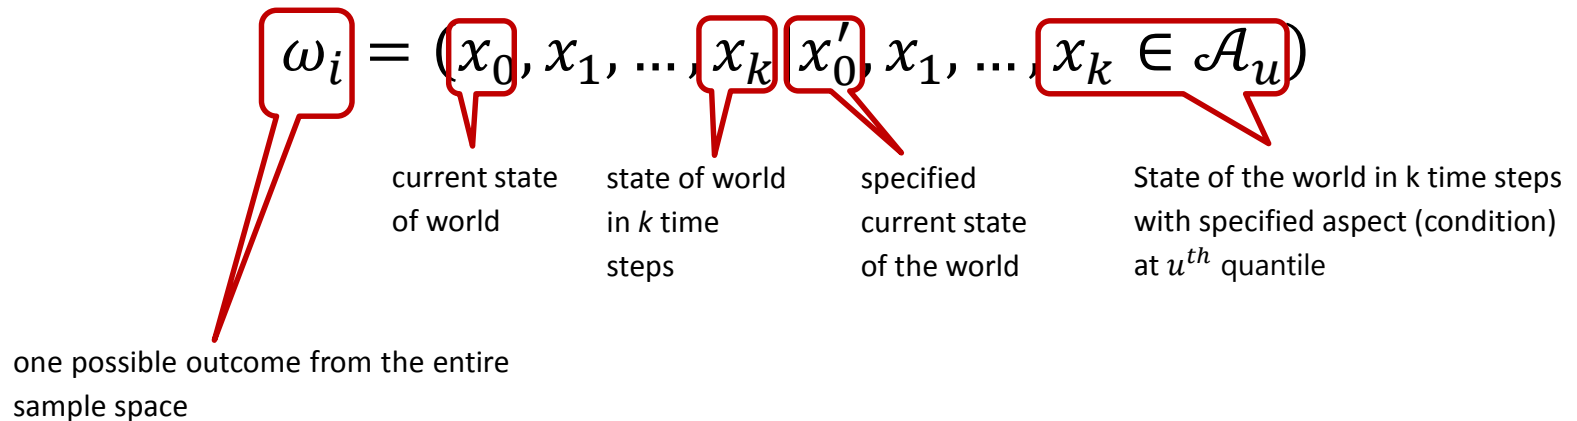 ωᵢ = (x₀, x₁, …, xₖ x₀′, x₁, …, xₖ ∈ 𝒜ᵤ)
current state
of world
state of world
in k time
steps
specified
current state
of the world
State of the world in k time steps
with specified aspect (condition)
at uᵗʰ quantile
one possible outcome from the entire
sample space